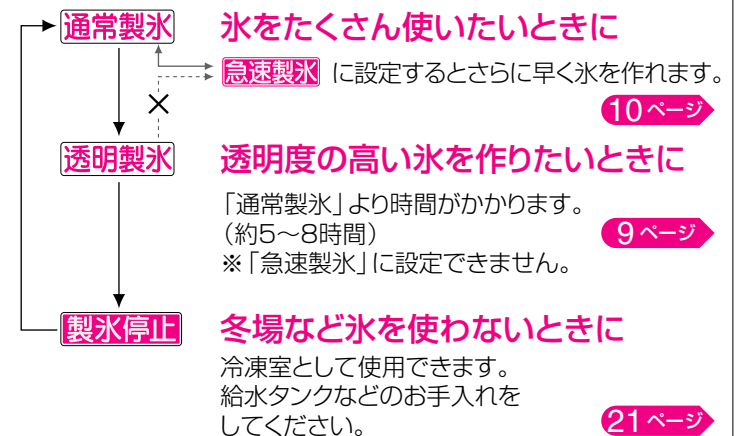 通常製氷 氷をたくさん使いたいときに
急速製氷 に設定するとさらに早く氷を作れます。
10ページ
×
透明製氷 透明度の高い氷を作りたいときに
「通常製氷」より時間がかかります。
（約5～8時間） 9ページ
※「急速製氷」に設定できません。
製氷停止 冬場など氷を使わないときに
冷凍室として使用できます。
給水タンクなどのお手入れを
してください。 21ページ